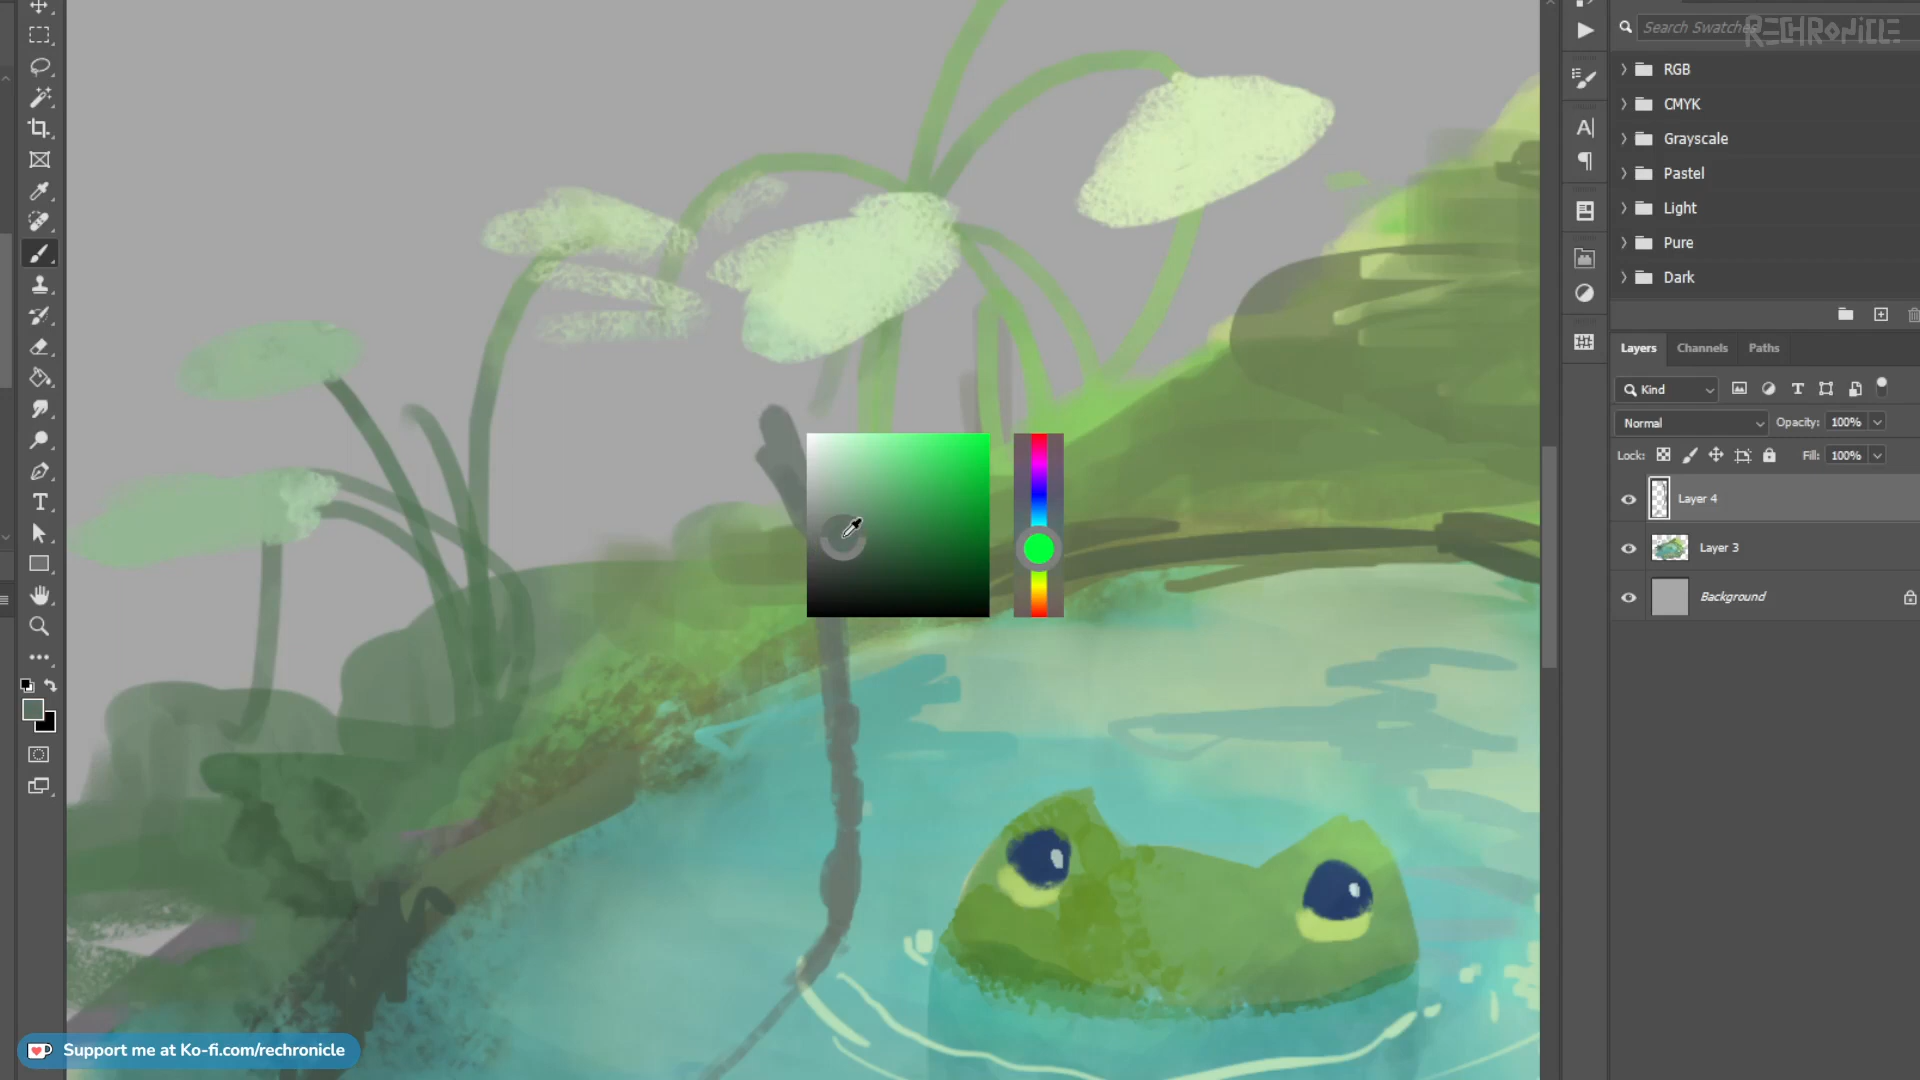 Search Swatches
RECHRONICLE
RGB
CMYK
Grayscale
Pastel
Light
Pure
Dark
Layers Channels Paths
Kind
Normal Opacity: 100%
Lock: Fill: 100%
Layer 4
Layer 3
Background
Support me at Ko-fi.com/rechronicle